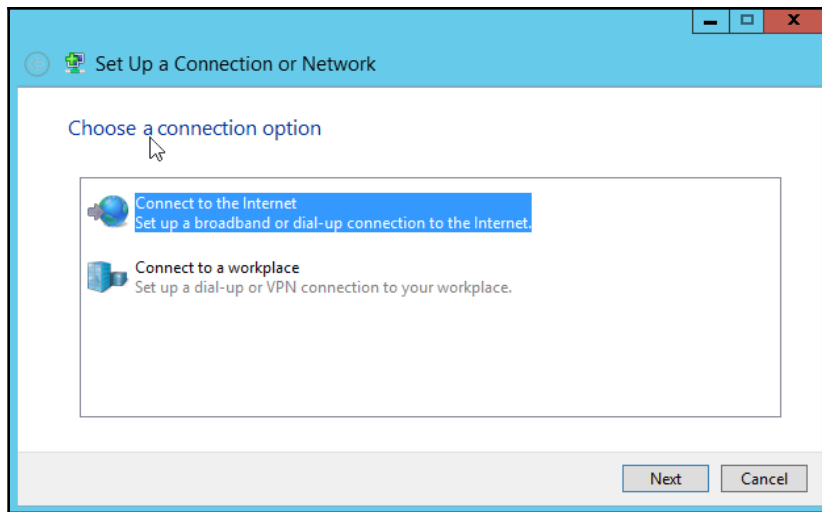 Set Up a Connection or Network
Choose a connection option
Connect to the Internet
Set up a broadband or dial-up connection to the Internet.
Connect to a workplace
Set up a dial-up or VPN connection to your workplace.
Next Cancel